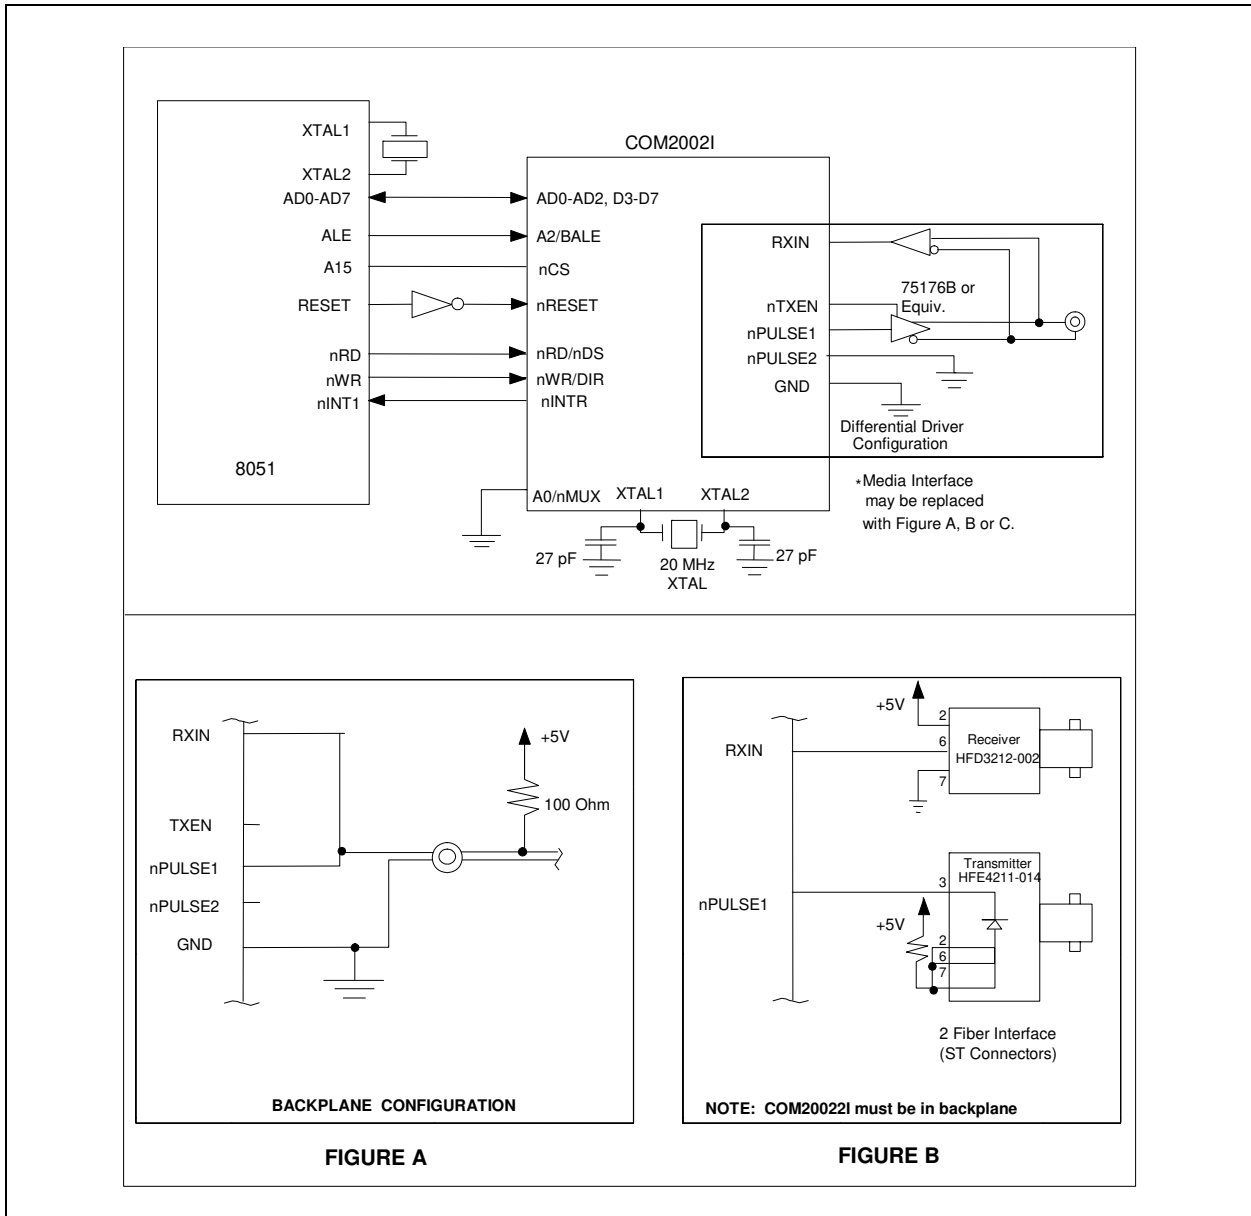 COM2002I
XTAL1
XTAL2
AD0-AD7
ALE
A15
RESET
nRD
nWR
nINT1
8051
AD0-AD2, D3-D7
A2/BALE
nCS
nRESET
nRD/nDS
nWR/DIR
nINTR
A0/nMUX
XTAL1
XTAL2
27 pF
20 MHz
XTAL
27 pF
RXIN
nTXEN
nPULSE1
nPULSE2
GND
75176B or
Equiv.
Differential Driver
Configuration
*Media Interface
may be replaced
with Figure A, B or C.
RXIN
TXEN
nPULSE1
nPULSE2
GND
+5V
100 Ohm
BACKPLANE CONFIGURATION
FIGURE A
RXIN
nPULSE1
+5V
2
6
7
Receiver
HFD3212-002
Transmitter
HFE4211-014
3
+5V
2
6
7
2 Fiber Interface
(ST Connectors)
NOTE: COM20022I must be in backplane
FIGURE B